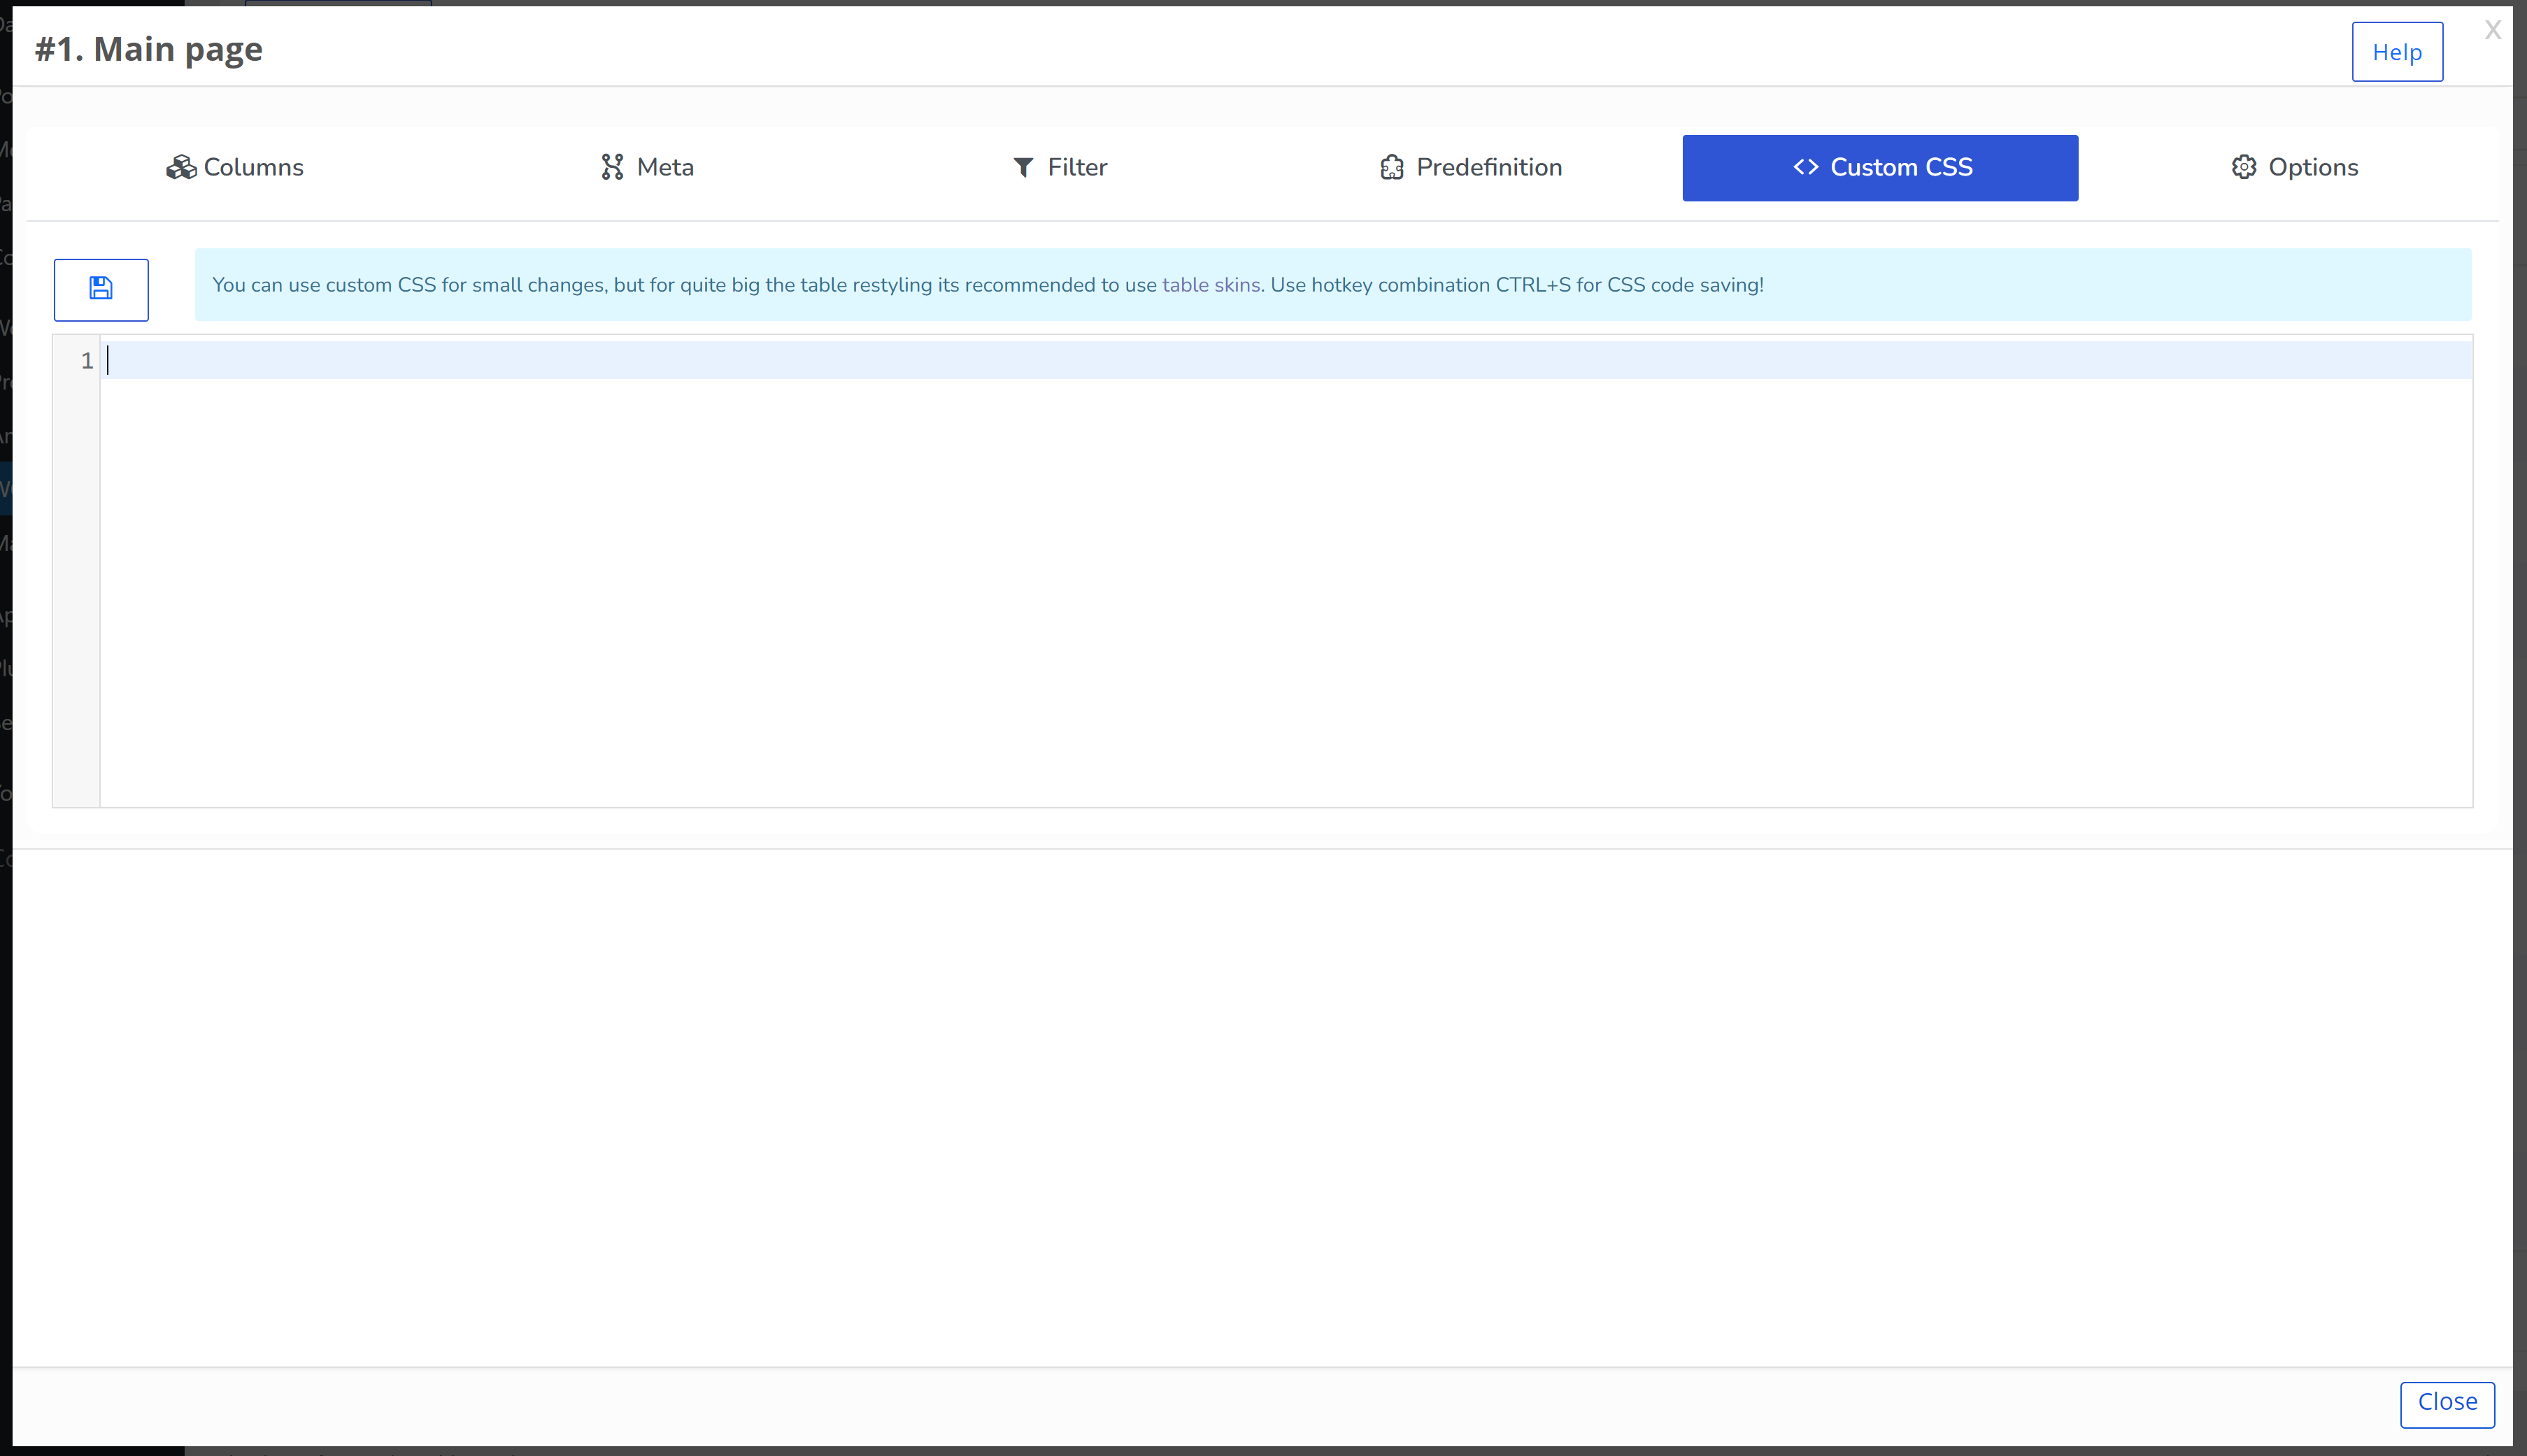 #1. Main page
Help
X
Columns
Meta
Filter
Predefinition
<> Custom CSS
Options
You can use custom CSS for small changes, but for quite big the table restyling its recommended to use table skins. Use hotkey combination CTRL+S for CSS code saving!
1
Close